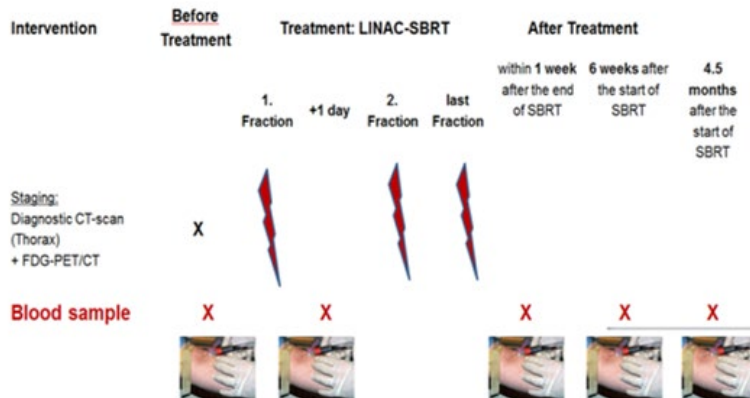 Intervention
Before
Treatment
Treatment: LINAC-SBRT
After Treatment
1.
Fraction
+1 day
2.
Fraction
last
Fraction
within 1 week
after the end
of SBRT
6 weeks after
the start of
SBRT
4.5
months
after the
start of
SBRT
Staging:
Diagnostic CT-scan
(Thorax)
+ FDG-PET/CT
X
Blood sample
X
X
X
X
X